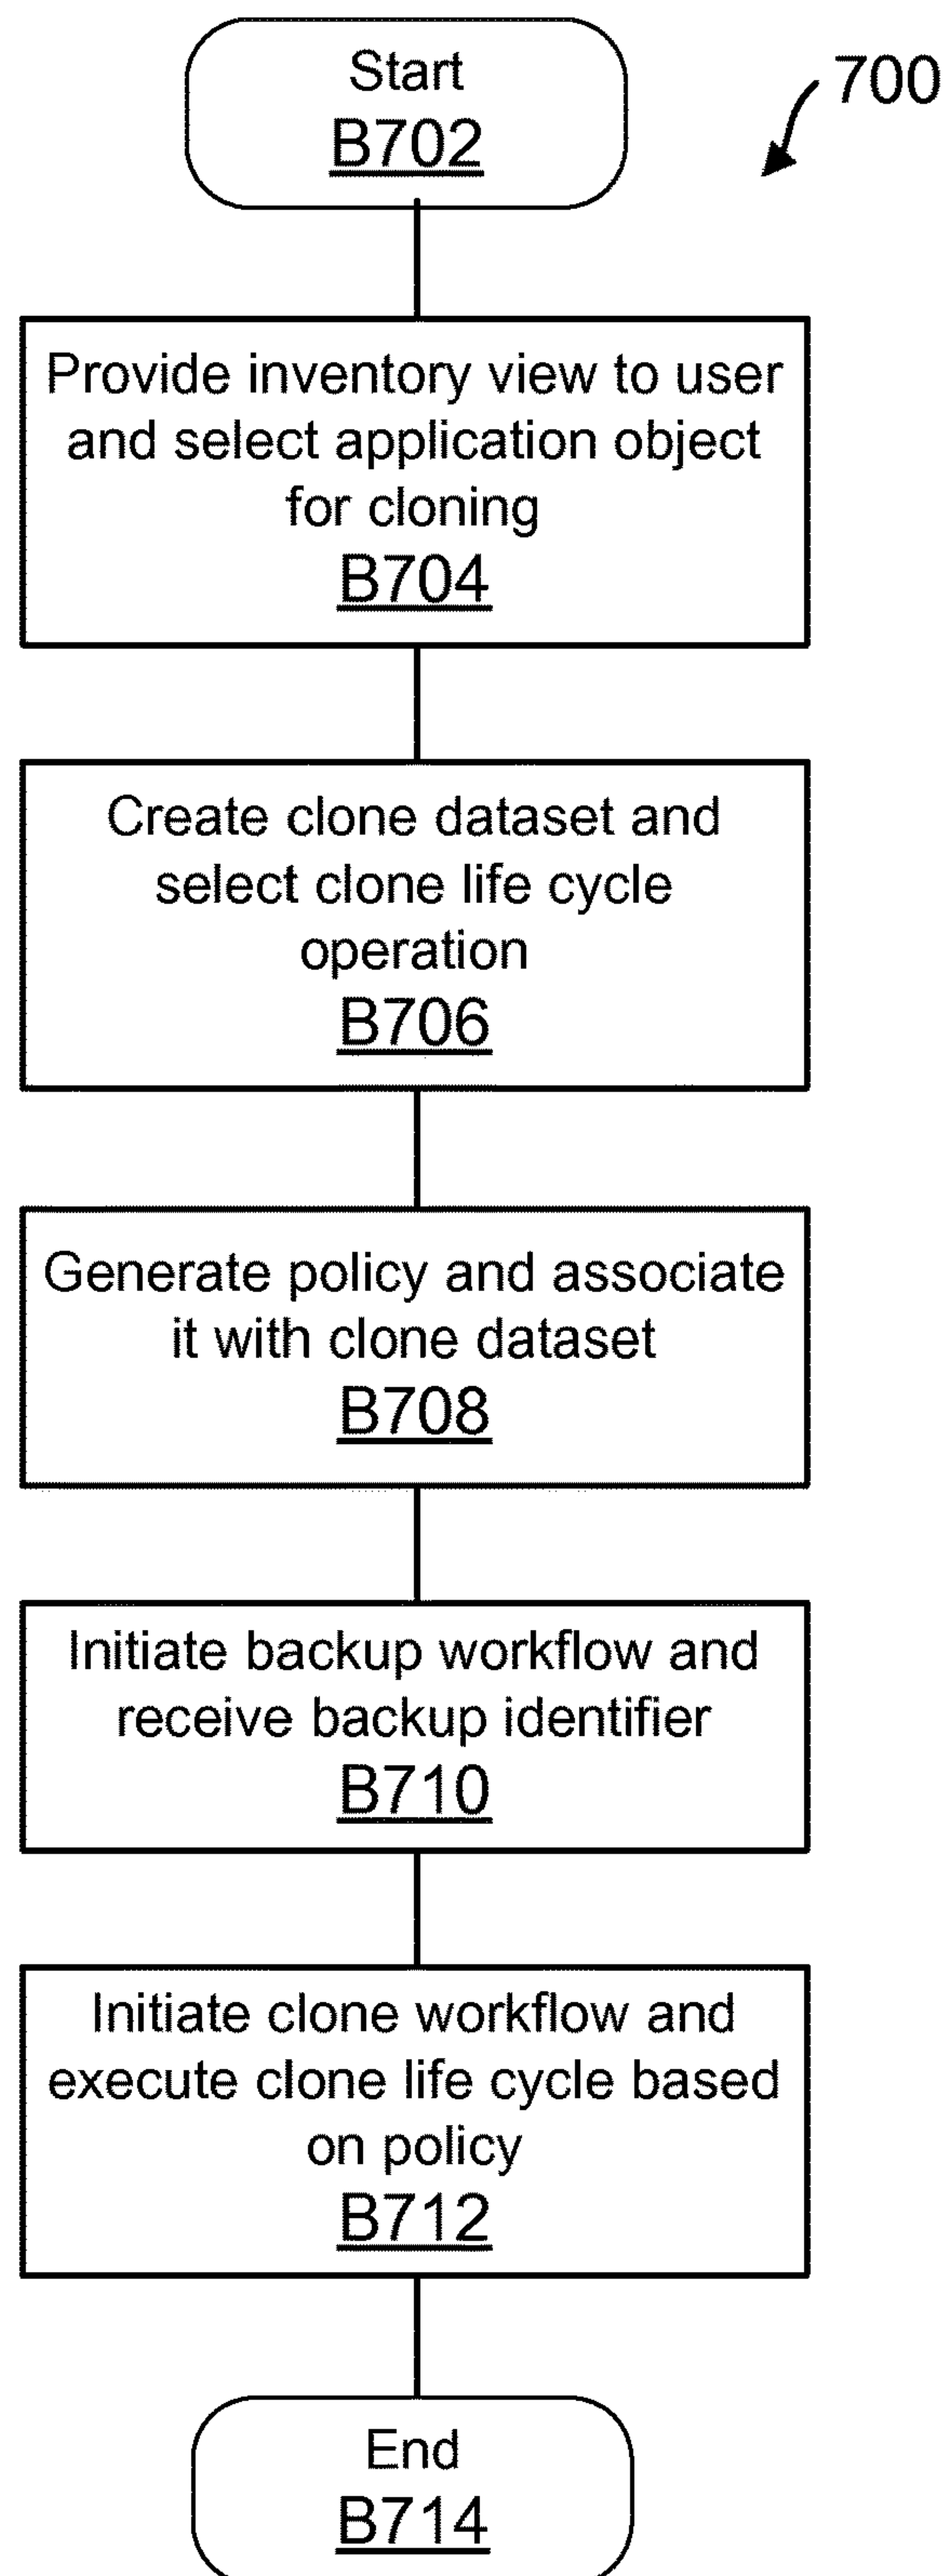 Start
B702
700
Provide inventory view to user
and select application object
for cloning
B704
Create clone dataset and
select clone life cycle
operation
B706
Generate policy and associate
it with clone dataset
B708
Initiate backup workflow and
receive backup identifier
B710
Initiate clone workflow and
execute clone life cycle based
on policy
B712
End
B714